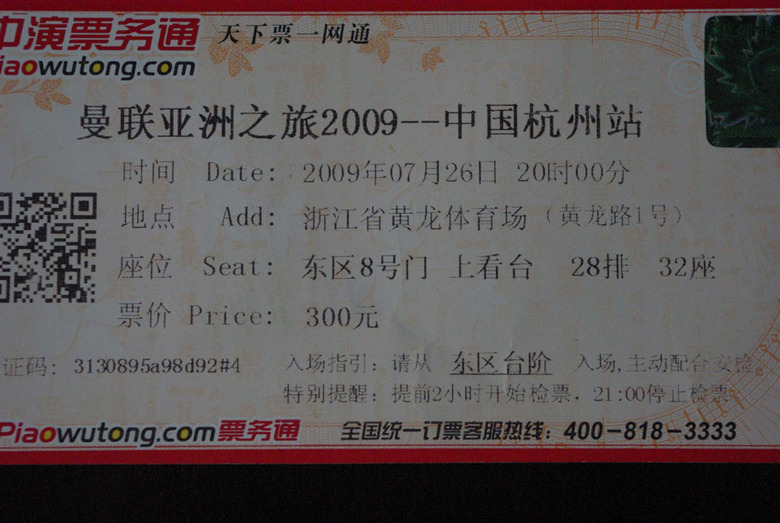 中演票务通 天下票一网通
iaowutong.com
曼联亚洲之旅2009--中国杭州站
时间 Date: 2009年07月26日 20时00分
地点 Add: 浙江省黄龙体育场（黄龙路1号）
座位 Seat: 东区8号门 上看台 28排 32座
票价 Price: 300元
证码: 3130895a98d92#4 入场指引: 请从 东区台阶 入场,主动配合安检。
特别提醒: 提前2小时开始检票, 21:00停止检票
Piaowutong.com票务通 全国统一订票客服热线: 400-818-3333